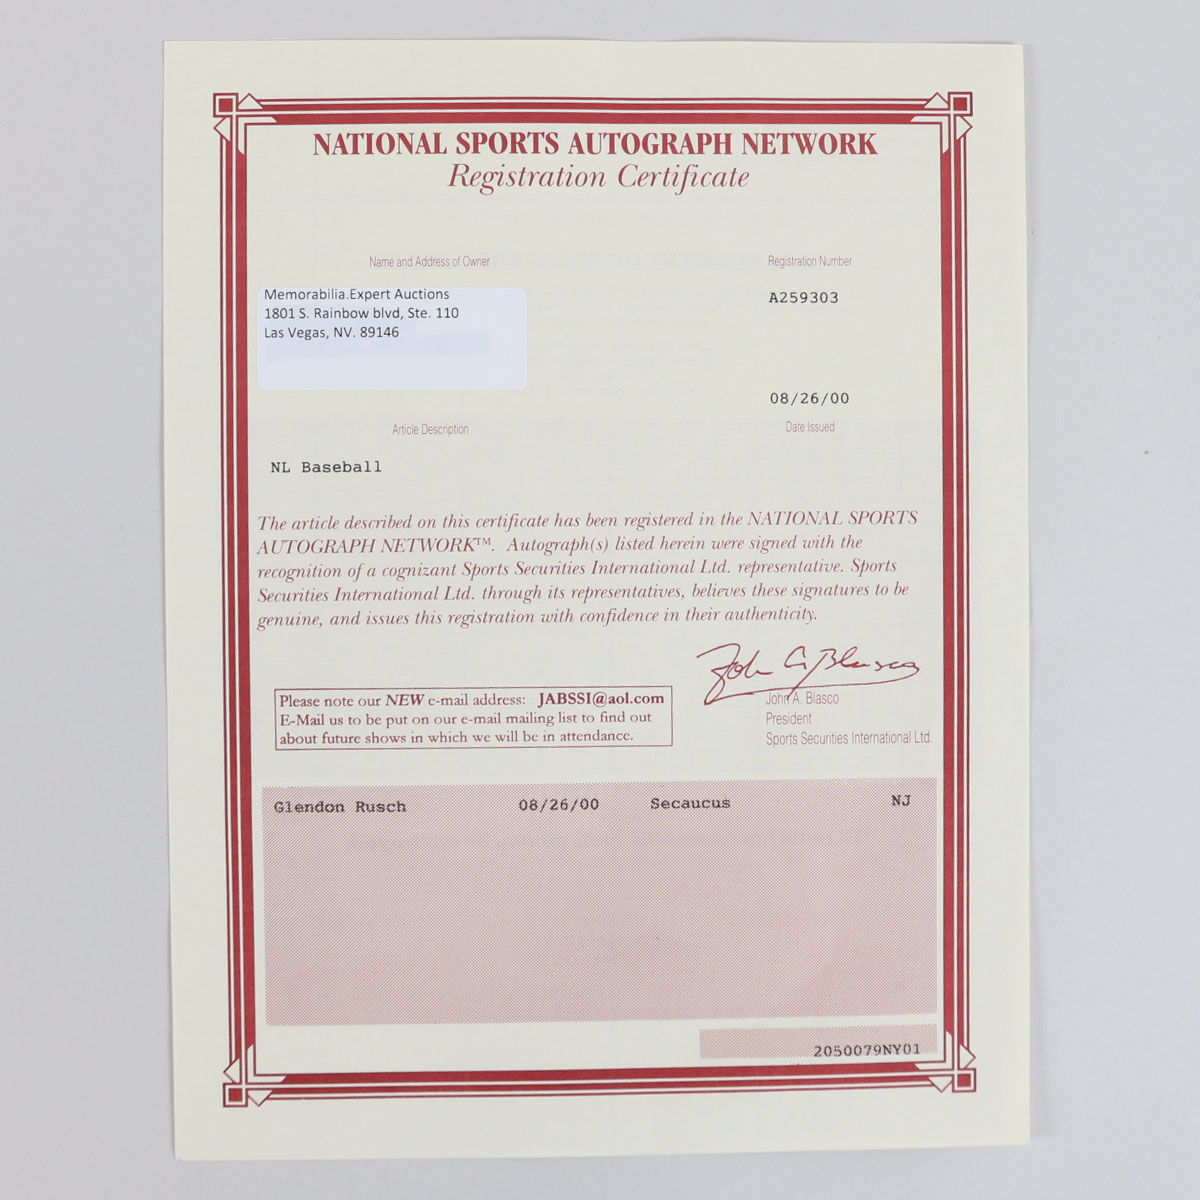 NATIONAL SPORTS AUTOGRAPH NETWORK
Registration Certificate
Name and Address of Owner
Registration Number
Memorabilia.Expert Auctions
1801 S. Rainbow blvd, Ste. 110
Las Vegas, NV. 89146
A259303
08/26/00
Date Issued
Article Description
NL Baseball
The article described on this certificate has been registered in the NATIONAL SPORTS
AUTOGRAPH NETWORK™. Autograph(s) listed herein were signed with the
recognition of a cognizant Sports Securities International Ltd. representative. Sports
Securities International Ltd. through its representatives, believes these signatures to be
genuine, and issues this registration with confidence in their authenticity.
John A. Blasco
John A. Blasco
President
Sports Securities International Ltd.
Please note our NEW e-mail address: JABSSI@aol.com
E-Mail us to be put on our e-mail mailing list to find out
about future shows in which we will be in attendance.
Glendon Rusch 08/26/00 Secaucus NJ
2050079NY01